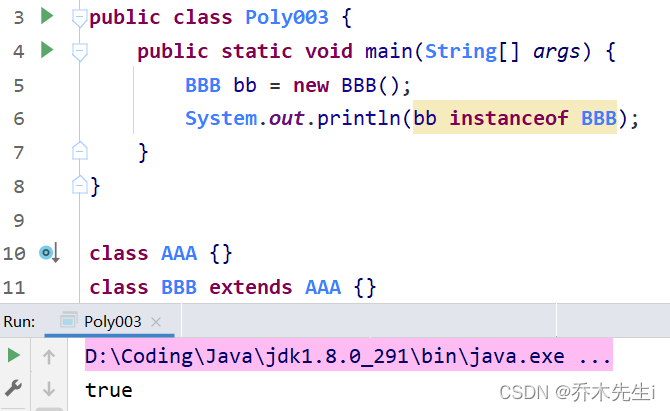 3 public class Poly003 {
4 public static void main(String[] args) {
5 BBB bb = new BBB();
6 System.out.println(bb instanceof BBB);
7 }
8 }
9
10 class AAA {}
11 class BBB extends AAA {}
Run: Poly003 ×
D:\Coding\Java\jdk1.8.0_291\bin\java.exe ...
true
CSDN @乔木先生i